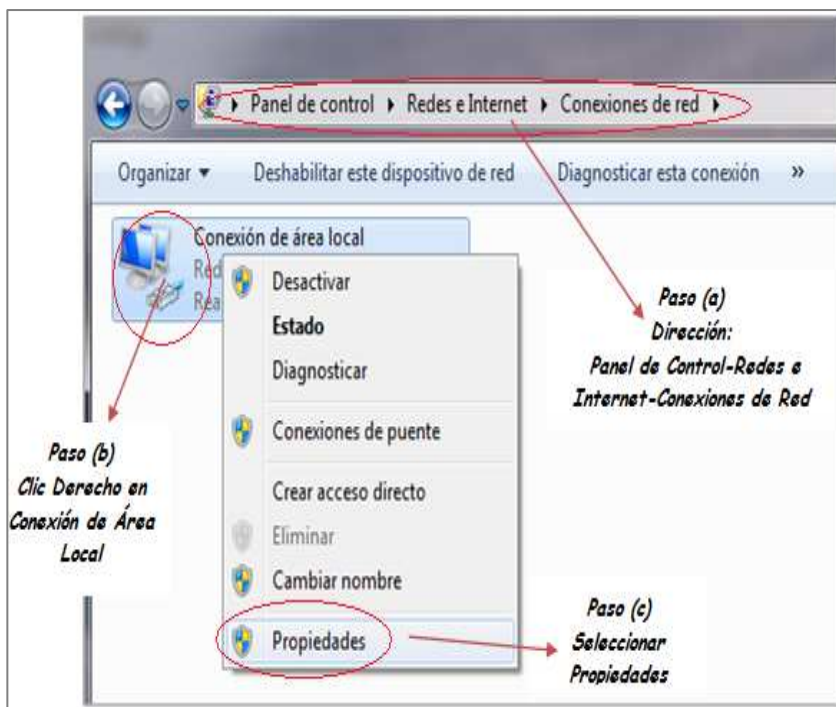 Panel de control Redes e Internet Conexiones de red
Organizar Deshabilitar este dispositivo de red Diagnosticar esta conexión »
Conexión de área local
Red
Rea
Desactivar
Estado
Diagnosticar
Conexiones de puente
Crear acceso directo
Eliminar
Cambiar nombre
Propiedades
Paso (a)
Dirección:
Panel de Control-Redes e
Internet-Conexiones de Red
Paso (b)
Clic Derecho en
Conexión de Área
Local
Paso (c)
Seleccionar
Propiedades